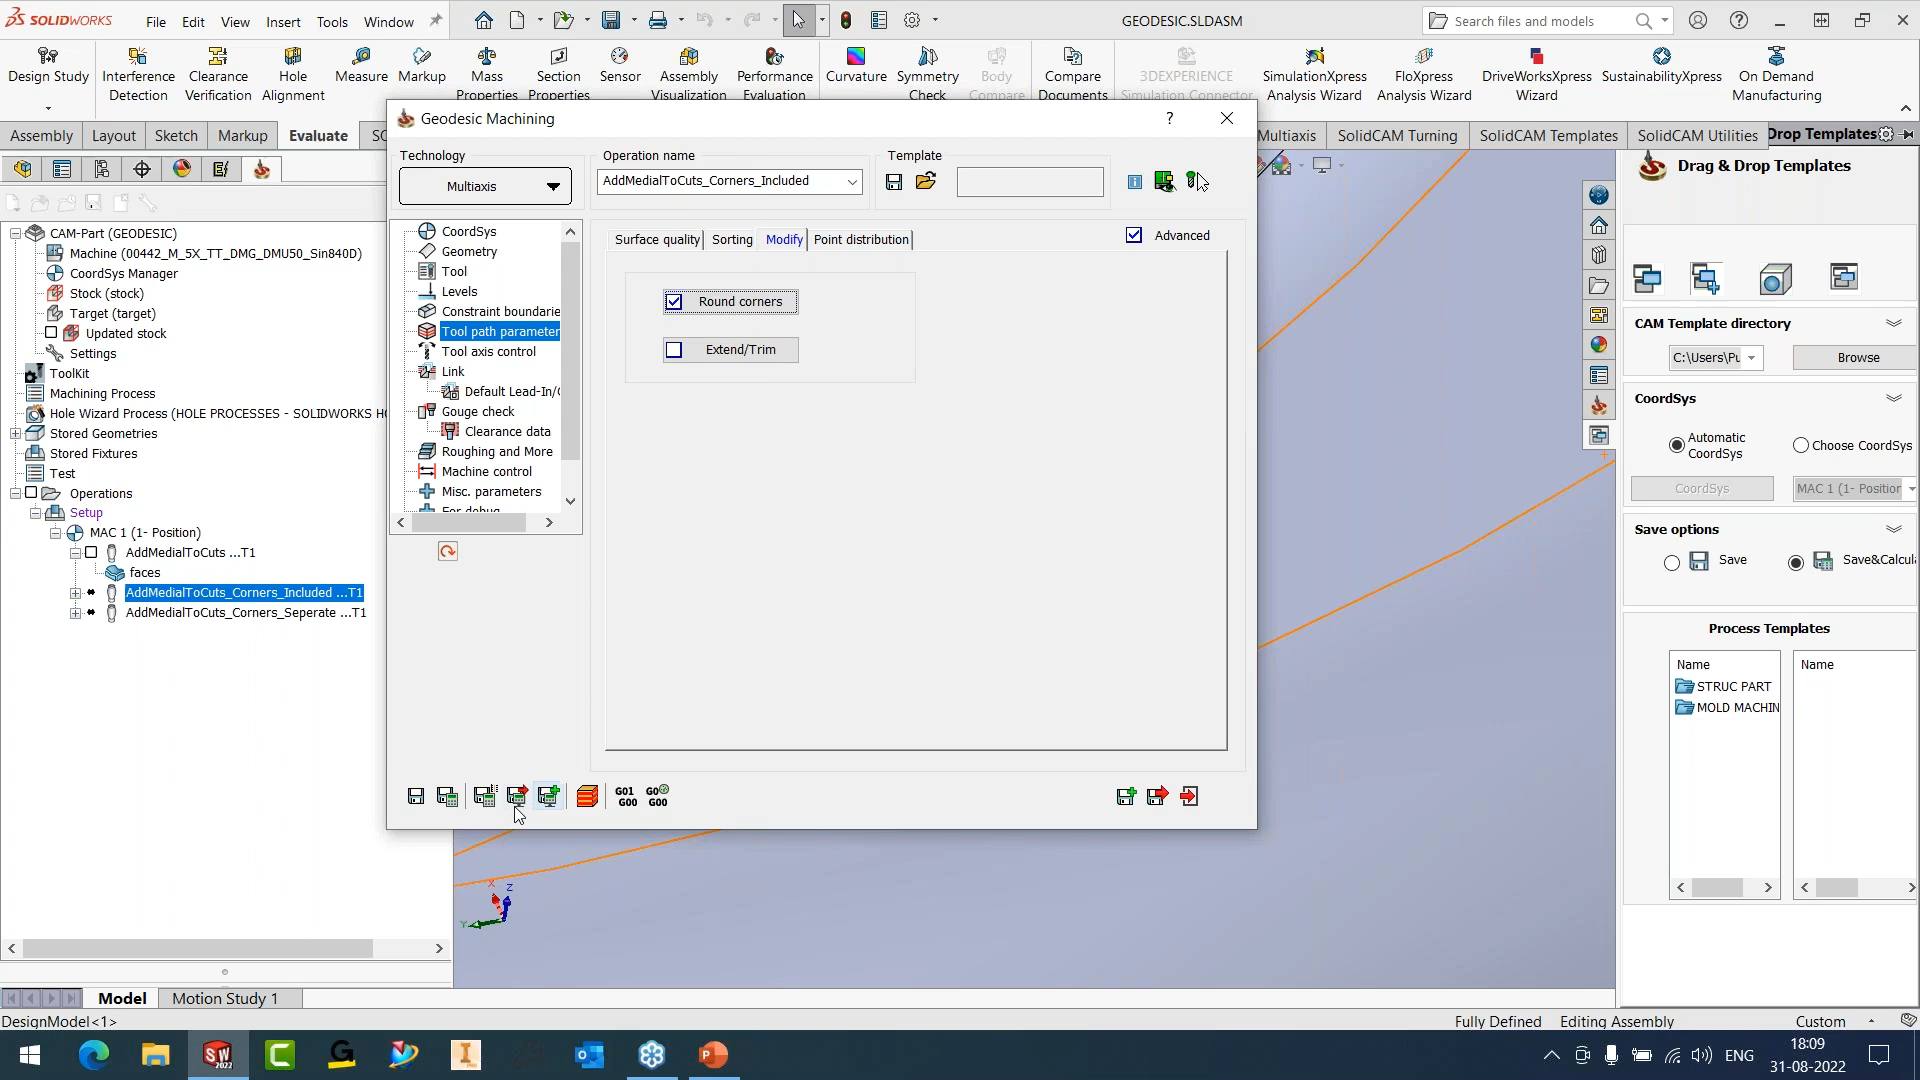 SOLIDWORKS File Edit View Insert Tools Window GEODESIC.SLDASM Search files and models
Design Study Interference Detection Clearance Verification Hole Alignment Measure Markup Mass Properties Section Properties Sensor Assembly Visualization Performance Evaluation Curvature Symmetry Check Body Compare Compare Documents 3DEXPERIENCE Simulation Connector SimulationXpress Analysis Wizard FloXpress Analysis Wizard DriveWorksXpress Wizard SustainabilityXpress On Demand Manufacturing
Assembly Layout Sketch Markup Evaluate SC Multiaxis SolidCAM Turning SolidCAM Templates SolidCAM Utilities Drop Templates
CAM-Part (GEODESIC)
Machine (00442_M_5X_TT_DMG_DMU50_Sin840D)
CoordSys Manager
Stock (stock)
Target (target)
Updated stock
Settings
ToolKit
Machining Process
Hole Wizard Process (HOLE PROCESSES - SOLIDWORKS H
Stored Geometries
Stored Fixtures
Test
Operations
Setup
MAC 1 (1- Position)
AddMedialToCuts ...T1
faces
AddMedialToCuts_Corners_Included ...T1
AddMedialToCuts_Corners_Seperate ...T1
Geodesic Machining ?
Technology
Multiaxis
Operation name
AddMedialToCuts_Corners_Included
Template
CoordSys
Geometry
Tool
Levels
Constraint boundarie
Tool path parameter
Tool axis control
Link
Default Lead-In/
Gouge check
Clearance data
Roughing and More
Machine control
Misc. parameters
For debug
Surface quality Sorting Modify Point distribution Advanced
Round corners
Extend/Trim
G01
G00
G0
G00
Drag & Drop Templates
CAM Template directory
C:\Users\Pu Browse
CoordSys
Automatic CoordSys Choose CoordSys
CoordSys MAC 1 (1- Position
Save options
Save Save&Calcula
Process Templates
Name Name
STRUC PART
MOLD MACHIN
X Z
Y
Model Motion Study 1
DesignModel<1> Fully Defined Editing Assembly Custom
SW 2022 ENG 18:09
31-08-2022